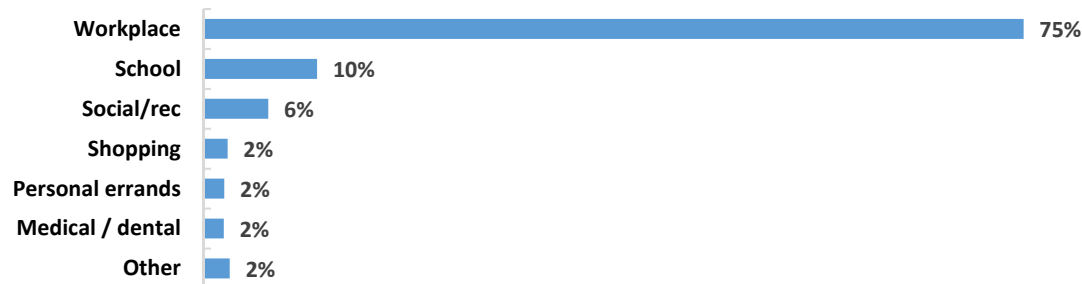 Workplace 75%
School 10%
Social/rec 6%
Shopping 2%
Personal errands 2%
Medical / dental 2%
Other 2%